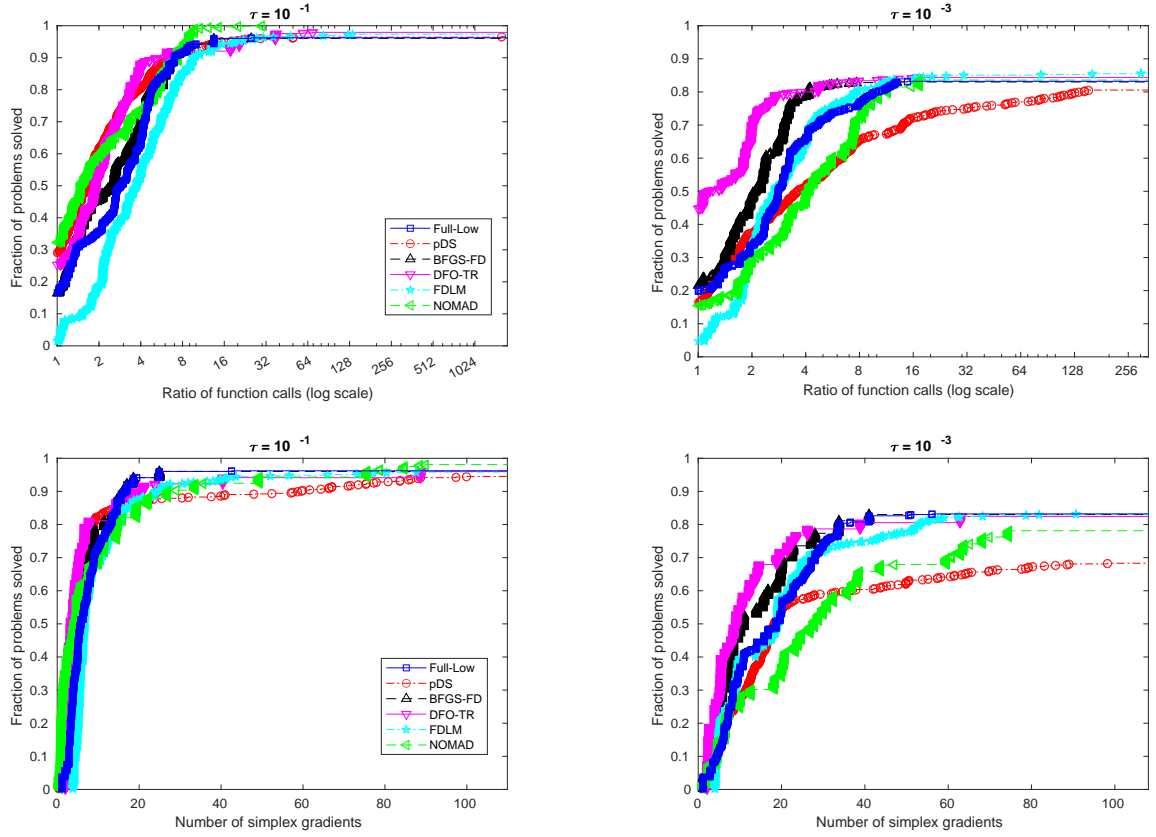 τ = 10 -1
Fraction of problems solved
1
0.9
0.8
0.7
0.6
0.5
0.4
0.3
0.2
0.1
0
Full-Low
pDS
BFGS-FD
DFO-TR
FDLM
NOMAD
1 2 4 8 16 32 64 128 256 512 1024
Ratio of function calls (log scale)
τ = 10 -3
Fraction of problems solved
1
0.9
0.8
0.7
0.6
0.5
0.4
0.3
0.2
0.1
0
1 2 4 8 16 32 64 128 256
Ratio of function calls (log scale)
τ = 10 -1
Fraction of problems solved
1
0.9
0.8
0.7
0.6
0.5
0.4
0.3
0.2
0.1
0
Full-Low
pDS
BFGS-FD
DFO-TR
FDLM
NOMAD
0 20 40 60 80 100
Number of simplex gradients
τ = 10 -3
Fraction of problems solved
1
0.9
0.8
0.7
0.6
0.5
0.4
0.3
0.2
0.1
0
0 20 40 60 80 100
Number of simplex gradients